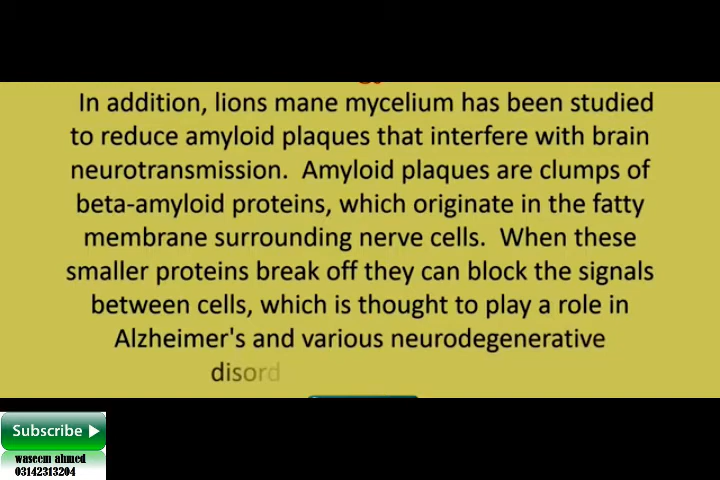 In addition, lions mane mycelium has been studied
to reduce amyloid plaques that interfere with brain
neurotransmission.  Amyloid plaques are clumps of
beta-amyloid proteins, which originate in the fatty
membrane surrounding nerve cells.  When these
smaller proteins break off they can block the signals
between cells, which is thought to play a role in
Alzheimer's and various neurodegenerative
disord
Subscribe
waseem ahmed
03142313204